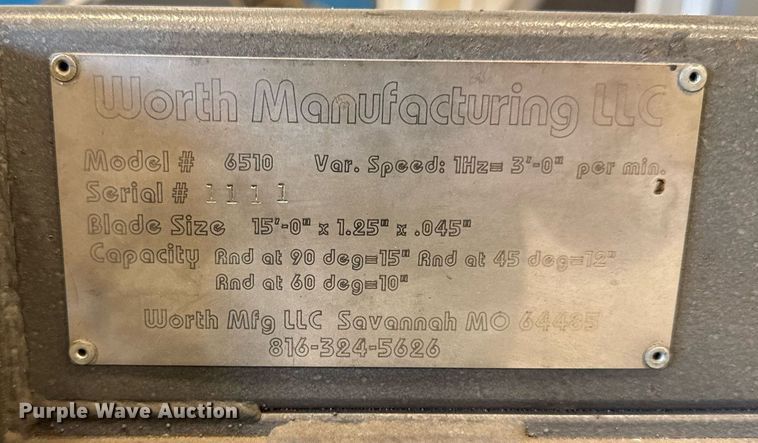 Worth Manufacturing LLC
Model # 6510 Var. Speed: 1Hz= 3'-0" per min.
Serial # 1111
Blade Size 15'-0" x 1.25" x .045"
Capacity Rnd at 90 deg=15" Rnd at 45 deg=12"
Rnd at 60 deg=10"
Worth Mfg LLC Savannah MO 64485
816-324-5626
Purple Wave Auction